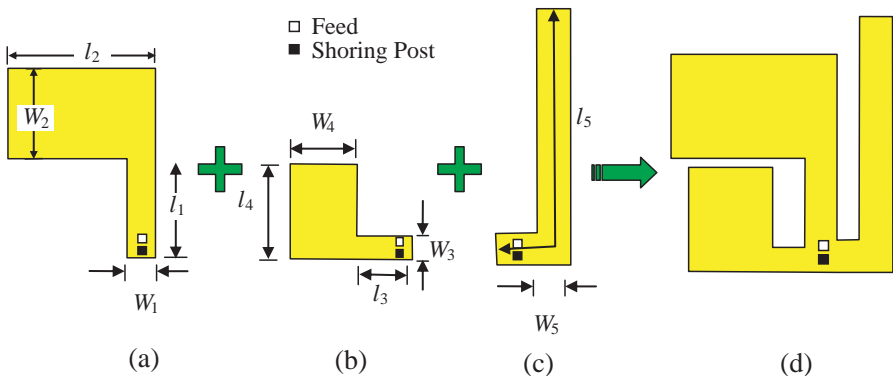 l2
Feed
Shoring Post
W2
W4
l5
l1
l4
W3
l3
W1
W5
(a)
(b)
(c)
(d)